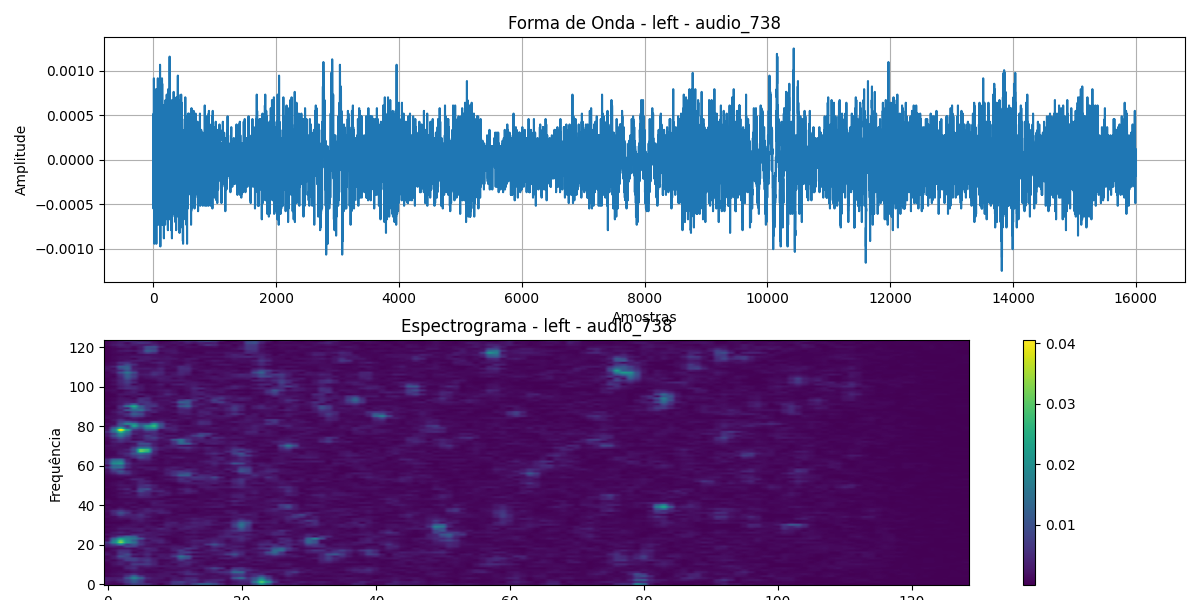 Forma de Onda - left - audio_738
Amplitude
0.0010
0.0005
0.0000
−0.0005
−0.0010
0 2000 4000 6000 8000 10000 12000 14000 16000
Amostras
Espectrograma - left - audio_738
Frequência
120
100
80
60
40
20
0
0 20 40 60 80 100 120
0.04
0.03
0.02
0.01